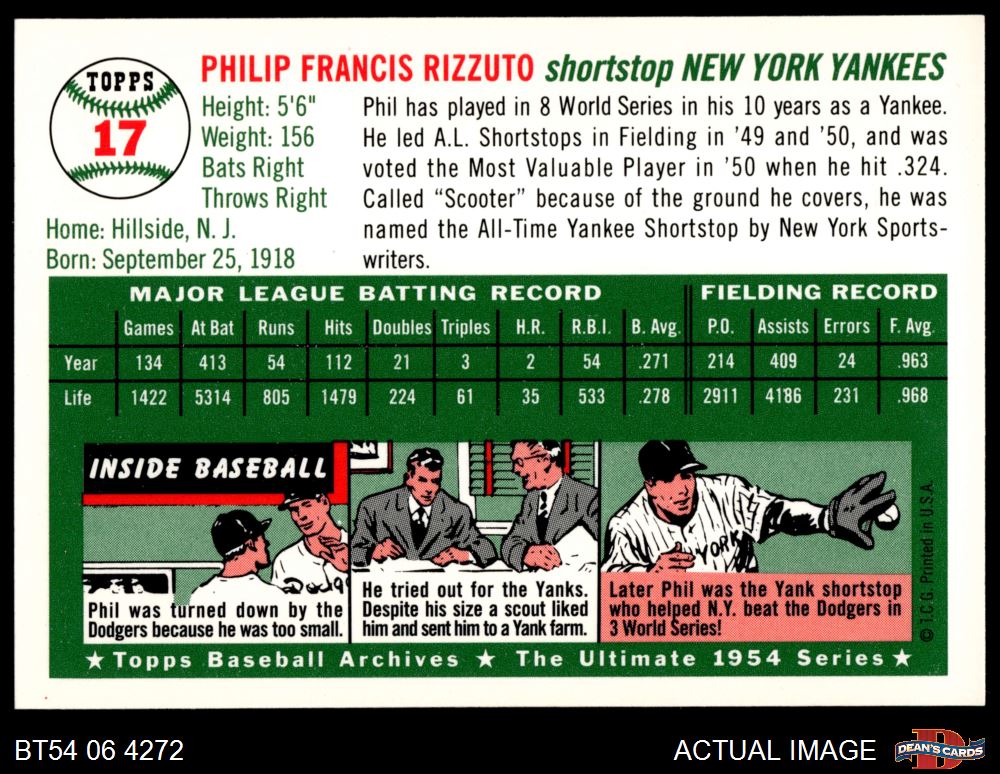 TOPPS
17
PHILIP FRANCIS RIZZUTO shortstop NEW YORK YANKEES
Height: 5'6"
Weight: 156
Bats Right
Throws Right
Home: Hillside, N. J.
Born: September 25, 1918
Phil has played in 8 World Series in his 10 years as a Yankee.
He led A.L. Shortstops in Fielding in '49 and '50, and was
voted the Most Valuable Player in '50 when he hit .324.
Called "Scooter" because of the ground he covers, he was
named the All-Time Yankee Shortstop by New York Sports-
writers.
MAJOR LEAGUE BATTING RECORD FIELDING RECORD
Games At Bat Runs Hits Doubles Triples H.R. R.B.I. B. Avg. P.O. Assists Errors F. Avg.
Year 134 413 54 112 21 3 2 54 .271 214 409 24 .963
Life 1422 5314 805 1479 224 61 35 533 .278 2911 4186 231 .968
INSIDE BASEBALL
Phil was turned down by the
Dodgers because he was too small.
He tried out for the Yanks.
Despite his size a scout liked
him and sent him to a Yank farm.
YORK
Later Phil was the Yank shortstop
who helped N.Y. beat the Dodgers in
3 World Series!
© T.C.G. Printed in U.S.A.
★ Topps Baseball Archives ★ The Ultimate 1954 Series ★
BT54 06 4272
ACTUAL IMAGE
DEAN'S CARDS